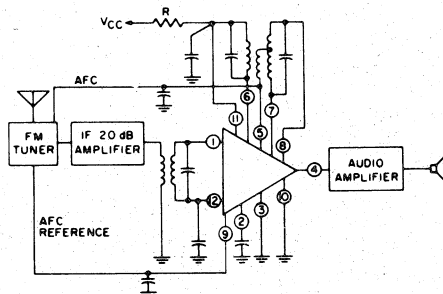 VCC
R
AFC
6
11
5
7
8
FM
TUNER
IF 20 dB
AMPLIFIER
1
4
AUDIO
AMPLIFIER
12
9
2
3
10
AFC
REFERENCE